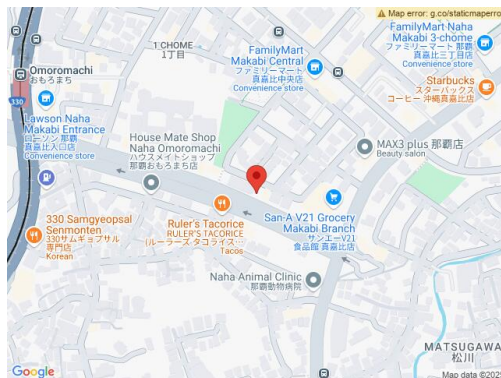 Map error: g.co/staticmaperro
1 CHOME
1丁目
FamilyMart
Makabi Central
ファミリーマート
真嘉比中央店
Convenience store
FamilyMart Naha
Makabi 3-chome
ファミリーマート 那覇
真嘉比三丁目店
Convenience store
Omoromachi
おもろまち
330
Starbucks
スターバックス
コーヒー 沖縄真嘉比店
Lawson Naha
Makabi Entrance
ローソン 那覇
真嘉比入口店
Convenience store
House Mate Shop
Naha Omoromachi
ハウスメイトショップ
那覇おもろまち店
MAX3 plus 那覇店
Beauty salon
Ruler's Tacorice
RULER'S TACORICE
(ルーラーズ・タコライス…
Tacos
San-A V21 Grocery
Makabi Branch
サンエーV21
食品館 真嘉比店
330 Samgyeopsal
Senmonten
330サムギョプサル
専門店
Korean
Naha Animal Clinic
那覇動物病院
MATSUGAWA
松川
Google
Map data ©2025